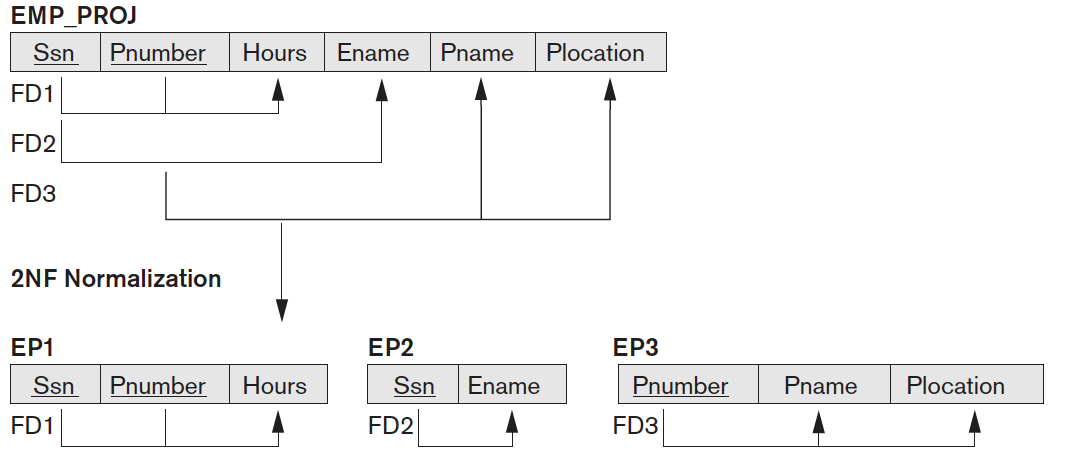 EMP_PROJ
Ssn Pnumber Hours Ename Pname Plocation
FD1
FD2
FD3
2NF Normalization
EP1 EP2 EP3
Ssn Pnumber Hours Ssn Ename Pnumber Pname Plocation
FD1 FD2 FD3